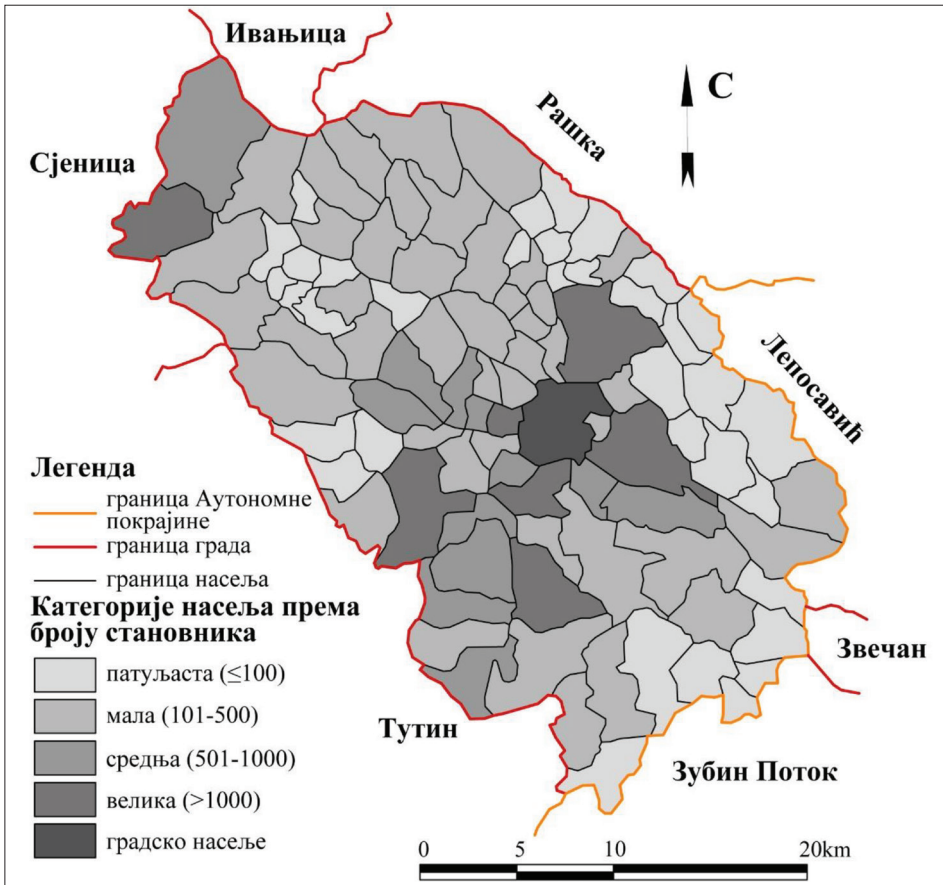 Ивањица
С
Рашка
Сјеница
Лепосавић
Легенда
граница Аутономне
покрајине
граница града
граница насеља
Категорије насеља према
броју становника
патуљаста (≤100)
мала (101-500)
средња (501-1000)
велика (>1000)
градско насеље
Звечан
Тутин
Зубин Поток
0 5 10 20km